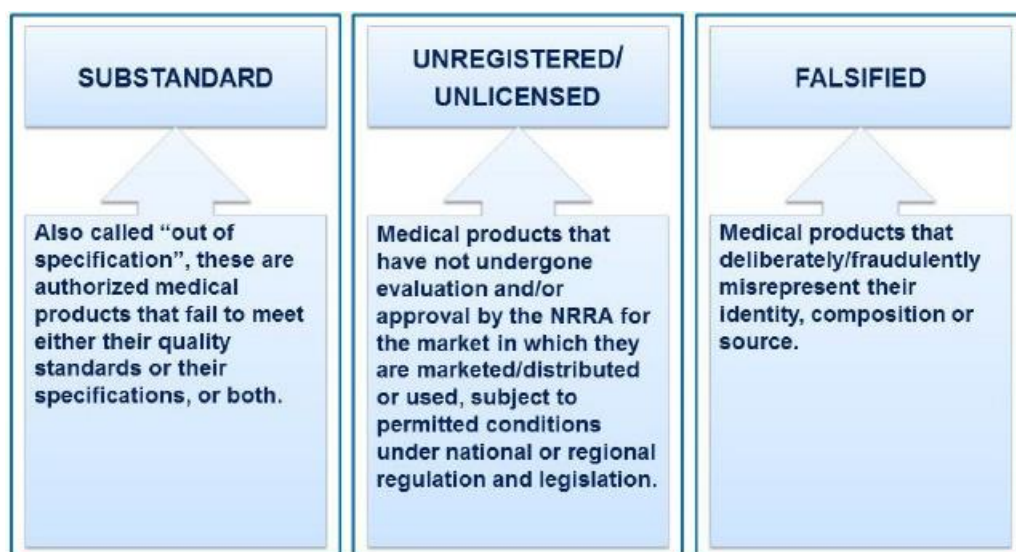 SUBSTANDARD
Also called “out of
specification”, these are
authorized medical
products that fail to meet
either their quality
standards or their
specifications, or both.
UNREGISTERED/
UNLICENSED
Medical products that
have not undergone
evaluation and/or
approval by the NRRA for
the market in which they
are marketed/distributed
or used, subject to
permitted conditions
under national or regional
regulation and legislation.
FALSIFIED
Medical products that
deliberately/fraudulently
misrepresent their
identity, composition or
source.